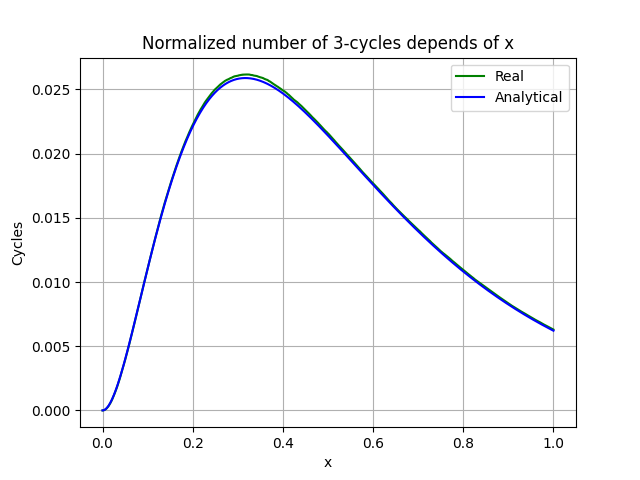 Normalized number of 3-cycles depends of x
Real
Analytical
Cycles
0.025
0.020
0.015
0.010
0.005
0.000
0.0 0.2 0.4 0.6 0.8 1.0
x